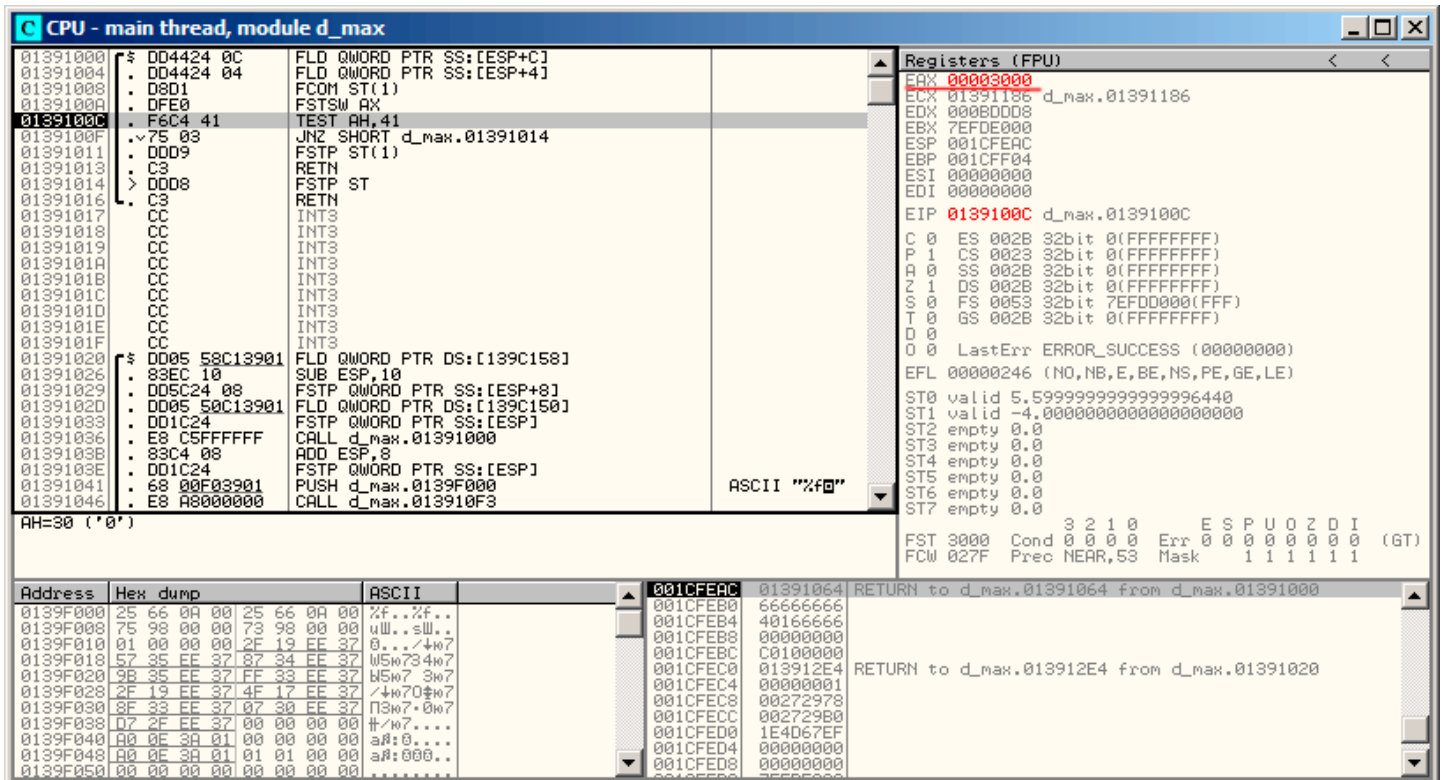 C CPU - main thread, module d_max
01391000 $ DD4424 0C FLD QWORD PTR SS:[ESP+C]
01391004 . DD4424 04 FLD QWORD PTR SS:[ESP+4]
01391008 . D8D1 FCOM ST(1)
0139100A . DFE0 FSTSW AX
0139100C . F6C4 41 TEST AH,41
0139100F .˅75 03 JNZ SHORT d_max.01391014
01391011 . DDD9 FSTP ST(1)
01391013 . C3 RETN
01391014 > DDD8 FSTP ST
01391016 . C3 RETN
01391017 CC INT3
01391018 CC INT3
01391019 CC INT3
0139101A CC INT3
0139101B CC INT3
0139101C CC INT3
0139101D CC INT3
0139101E CC INT3
0139101F CC INT3
01391020 $ DD05 58C13901 FLD QWORD PTR DS:[139C158]
01391026 . 83EC 10 SUB ESP,10
01391029 . DD5C24 08 FSTP QWORD PTR SS:[ESP+8]
0139102D . DD05 50C13901 FLD QWORD PTR DS:[139C150]
01391033 . DD1C24 FSTP QWORD PTR SS:[ESP]
01391036 . E8 C5FFFFFF CALL d_max.01391000
0139103B . 83C4 08 ADD ESP,8
0139103E . DD1C24 FSTP QWORD PTR SS:[ESP]
01391041 . 68 00F03901 PUSH d_max.0139F000 ASCII "%f◙"
01391046 . E8 A8000000 CALL d_max.013910F3
AH=30 ('0')
Registers (FPU) < <
EAX 00003000
ECX 01391186 d_max.01391186
EDX 000BDDD8
EBX 7EFDE000
ESP 001CFEAC
EBP 001CFF04
ESI 00000000
EDI 00000000
EIP 0139100C d_max.0139100C
C 0 ES 002B 32bit 0(FFFFFFFF)
P 1 CS 0023 32bit 0(FFFFFFFF)
A 0 SS 002B 32bit 0(FFFFFFFF)
Z 1 DS 002B 32bit 0(FFFFFFFF)
S 0 FS 0053 32bit 7EFDD000(FFF)
T 0 GS 002B 32bit 0(FFFFFFFF)
D 0
O 0 LastErr ERROR_SUCCESS (00000000)
EFL 00000246 (NO,NB,E,BE,NS,PE,GE,LE)
ST0 valid 5.5999999999999996440
ST1 valid -4.0000000000000000000
ST2 empty 0.0
ST3 empty 0.0
ST4 empty 0.0
ST5 empty 0.0
ST6 empty 0.0
ST7 empty 0.0
3 2 1 0 E S P U O Z D I
FST 3000 Cond 0 0 0 0 Err 0 0 0 0 0 0 0 0 (GT)
FCW 027F Prec NEAR,53 Mask 1 1 1 1 1 1
Address Hex dump ASCII
0139F000 25 66 0A 00 25 66 0A 00 %f..%f..
0139F008 75 98 00 00 73 98 00 00 uШ..sШ..
0139F010 01 00 00 00 2F 19 EE 37
0139F018 57 35 EE 37 87 34 EE 37 W5ю7З4ю7
0139F020 9B 35 EE 37 FF 33 EE 37
0139F028 2F 19 EE 37 4F 17 EE 37
0139F030 8F 33 EE 37 07 30 EE 37 П3ю7•0ю7
0139F038 D7 2F EE 37 00 00 00 00 ╫/ю7....
0139F040 A0 0E 3A 01 00 00 00 00
0139F048 A0 0E 3A 01 01 01 00 00
0139F050 00 00 00 00 00 00 00 00 ........
001CFEAC 01391064 RETURN to d_max.01391064 from d_max.01391000
001CFEB0 66666666
001CFEB4 40166666
001CFEB8 00000000
001CFEBC C0100000
001CFEC0 013912E4 RETURN to d_max.013912E4 from d_max.01391020
001CFEC4 00000001
001CFEC8 00272978
001CFECC 002729B0
001CFED0 1E4D67EF
001CFED4 00000000
001CFED8 00000000